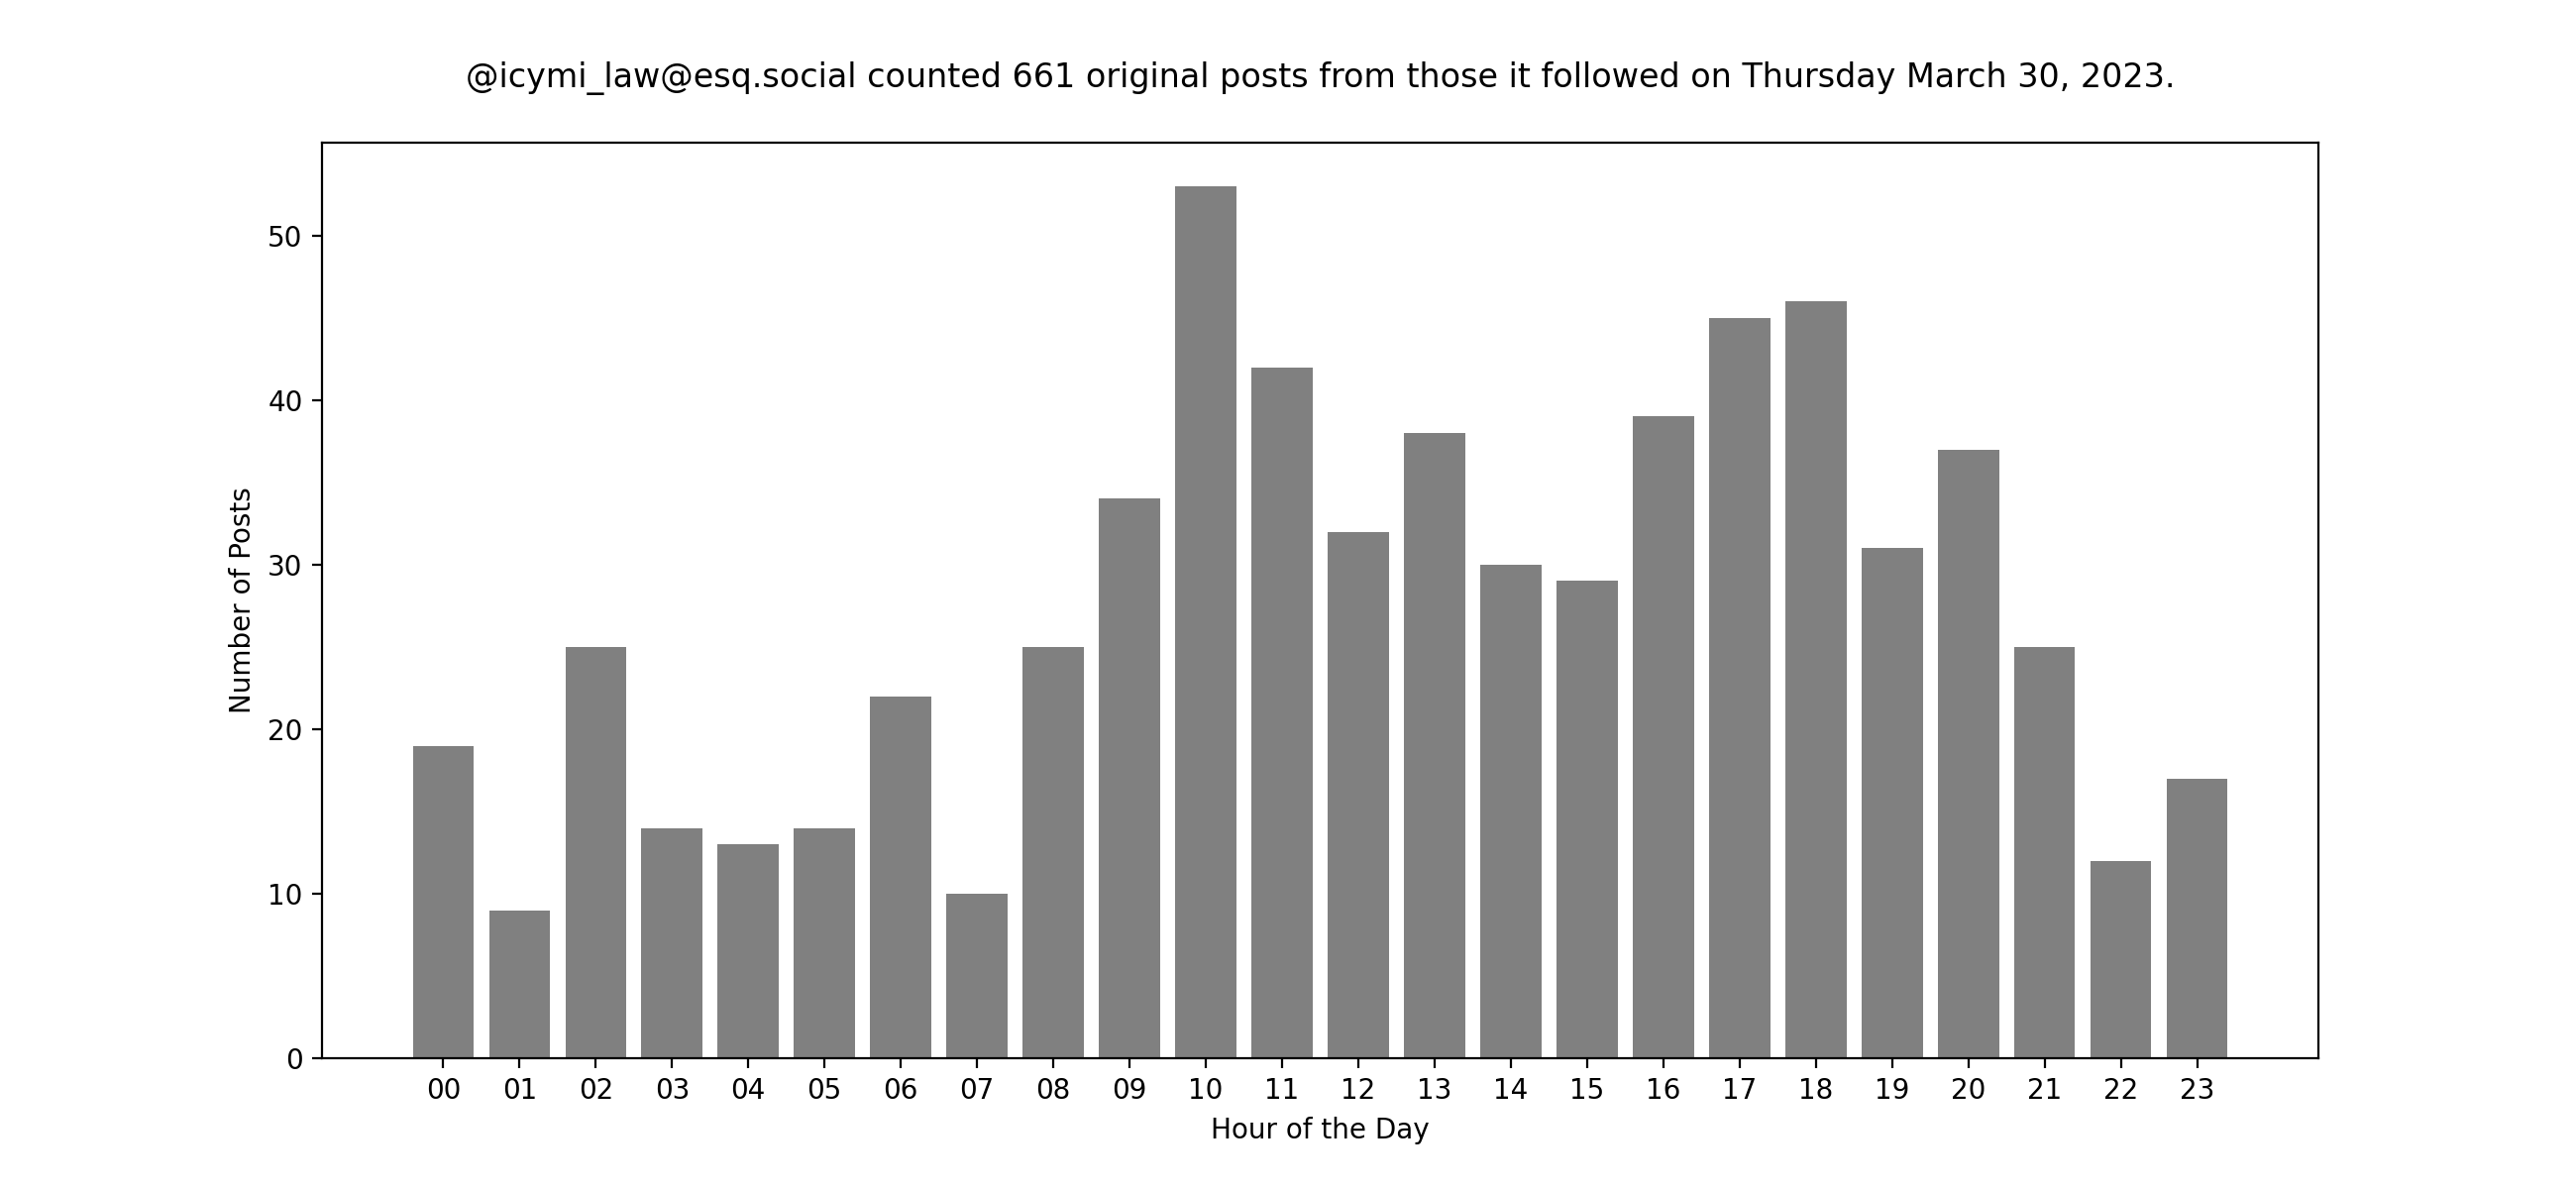 @icymi_law@esq.social counted 661 original posts from those it followed on Thursday March 30, 2023.
50
40
30
20
10
0
Number of Posts
00 01 02 03 04 05 06 07 08 09 10 11 12 13 14 15 16 17 18 19 20 21 22 23
Hour of the Day